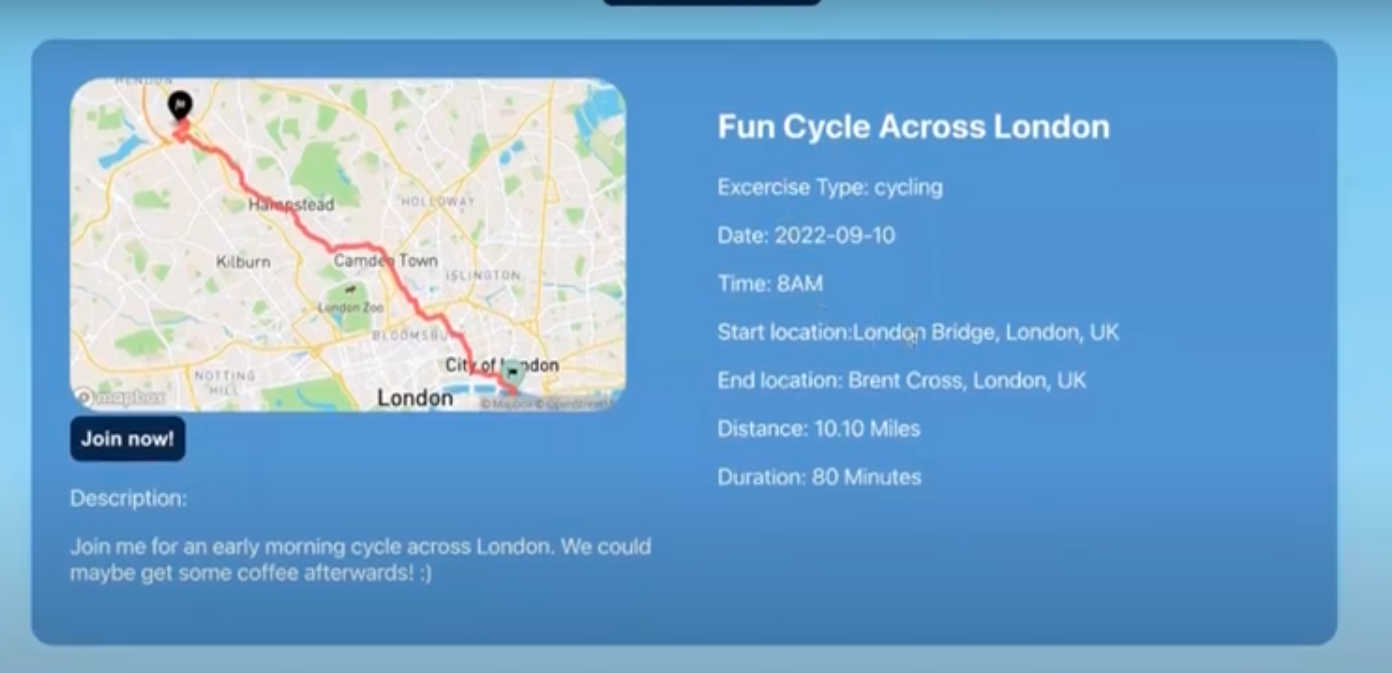 HENDON
Hampstead
HOLLOWAY
Kilburn
Camden Town
ISLINGTON
London Zoo
BLOOMSBU
City of London
NOTTING
HILL
London
mapbox
© Mapbox © OpenStreetM
Join now!
Description:
Join me for an early morning cycle across London. We could
maybe get some coffee afterwards! :)
Fun Cycle Across London
Excercise Type: cycling
Date: 2022-09-10
Time: 8AM
Start location:London Bridge, London, UK
End location: Brent Cross, London, UK
Distance: 10.10 Miles
Duration: 80 Minutes